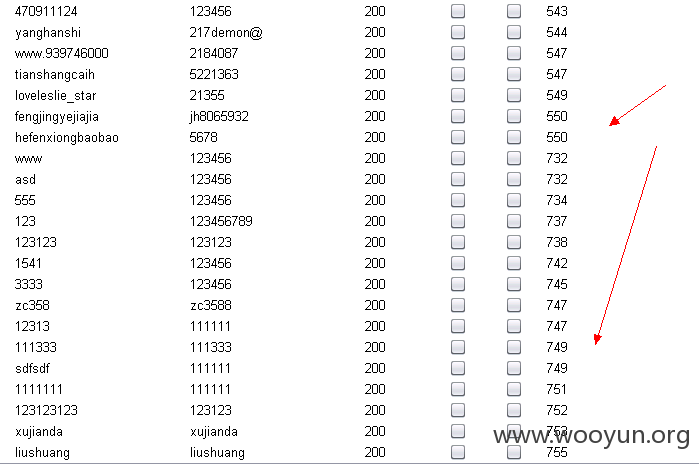 470911124 123456 200 543
yanghanshi 217demon@ 200 544
www.939746000 2184087 200 547
tianshangcaih 5221363 200 547
loveleslie_star 21355 200 549
fengjingyejiajia jh8065932 200 550
hefenxiongbaobao 5678 200 550
www 123456 200 732
asd 123456 200 732
555 123456 200 734
123 123456789 200 737
123123 123123 200 738
1541 123456 200 742
3333 123456 200 745
zc358 zc3588 200 747
12313 111111 200 747
111333 111333 200 749
sdfsdf 111111 200 749
1111111 111111 200 751
123123123 123123 200 752
xujianda xujianda 200 753
www.wooyun.org
liushuang liushuang 200 755